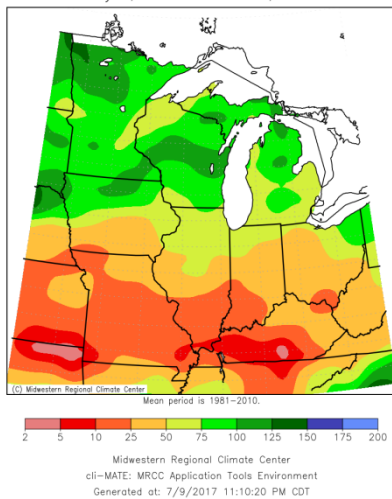 (C) Midwestern Regional Climate Center
Mean period is 1981-2010.
2 5 10 25 50 75 100 125 150 175 200
Midwestern Regional Climate Center
cli-MATE: MRCC Application Tools Environment
Generated at: 7/9/2017 11:10:20 PM CDT